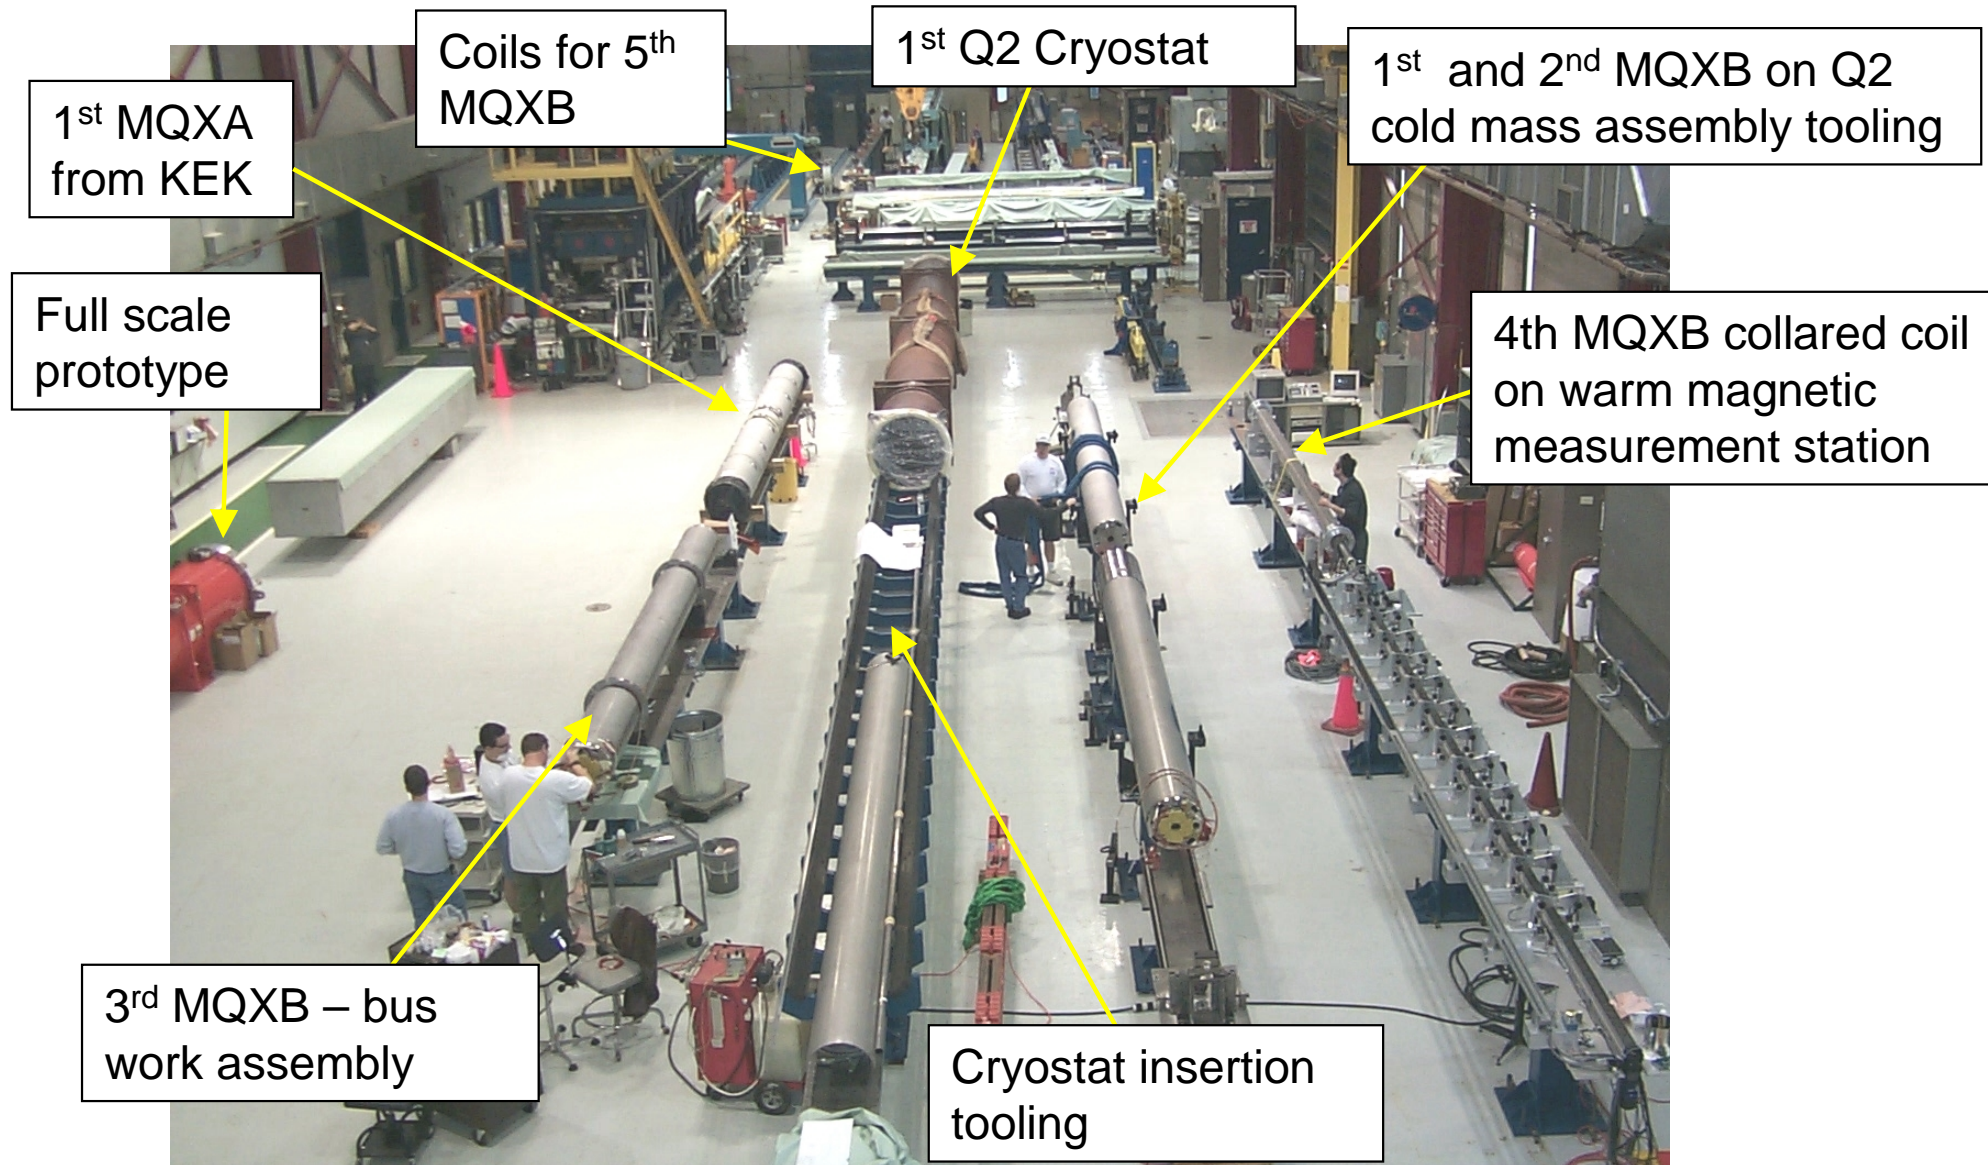 Coils for 5th
MQXB
1st Q2 Cryostat
1st and 2nd MQXB on Q2
cold mass assembly tooling
1st MQXA
from KEK
Full scale
prototype
4th MQXB collared coil
on warm magnetic
measurement station
3rd MQXB – bus
work assembly
Cryostat insertion
tooling